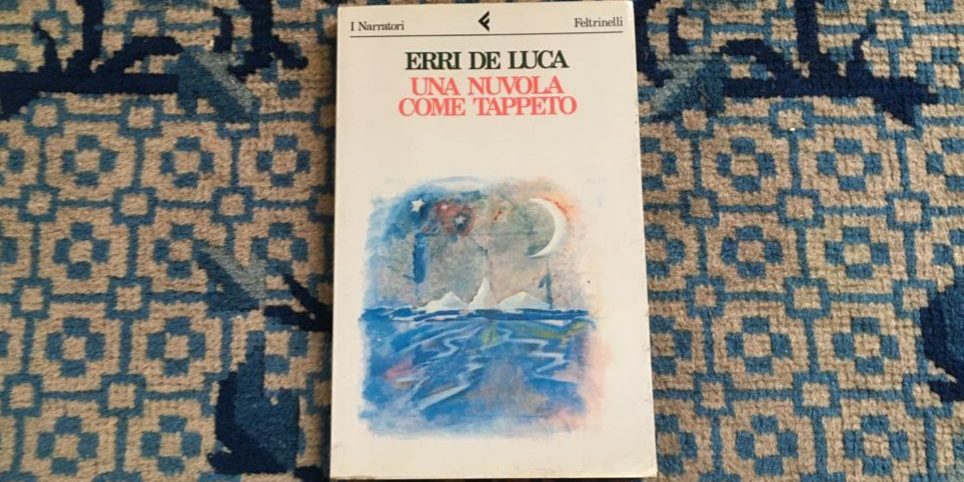 I Narratori Feltrinelli
ERRI DE LUCA
UNA NUVOLA
COME TAPPETO